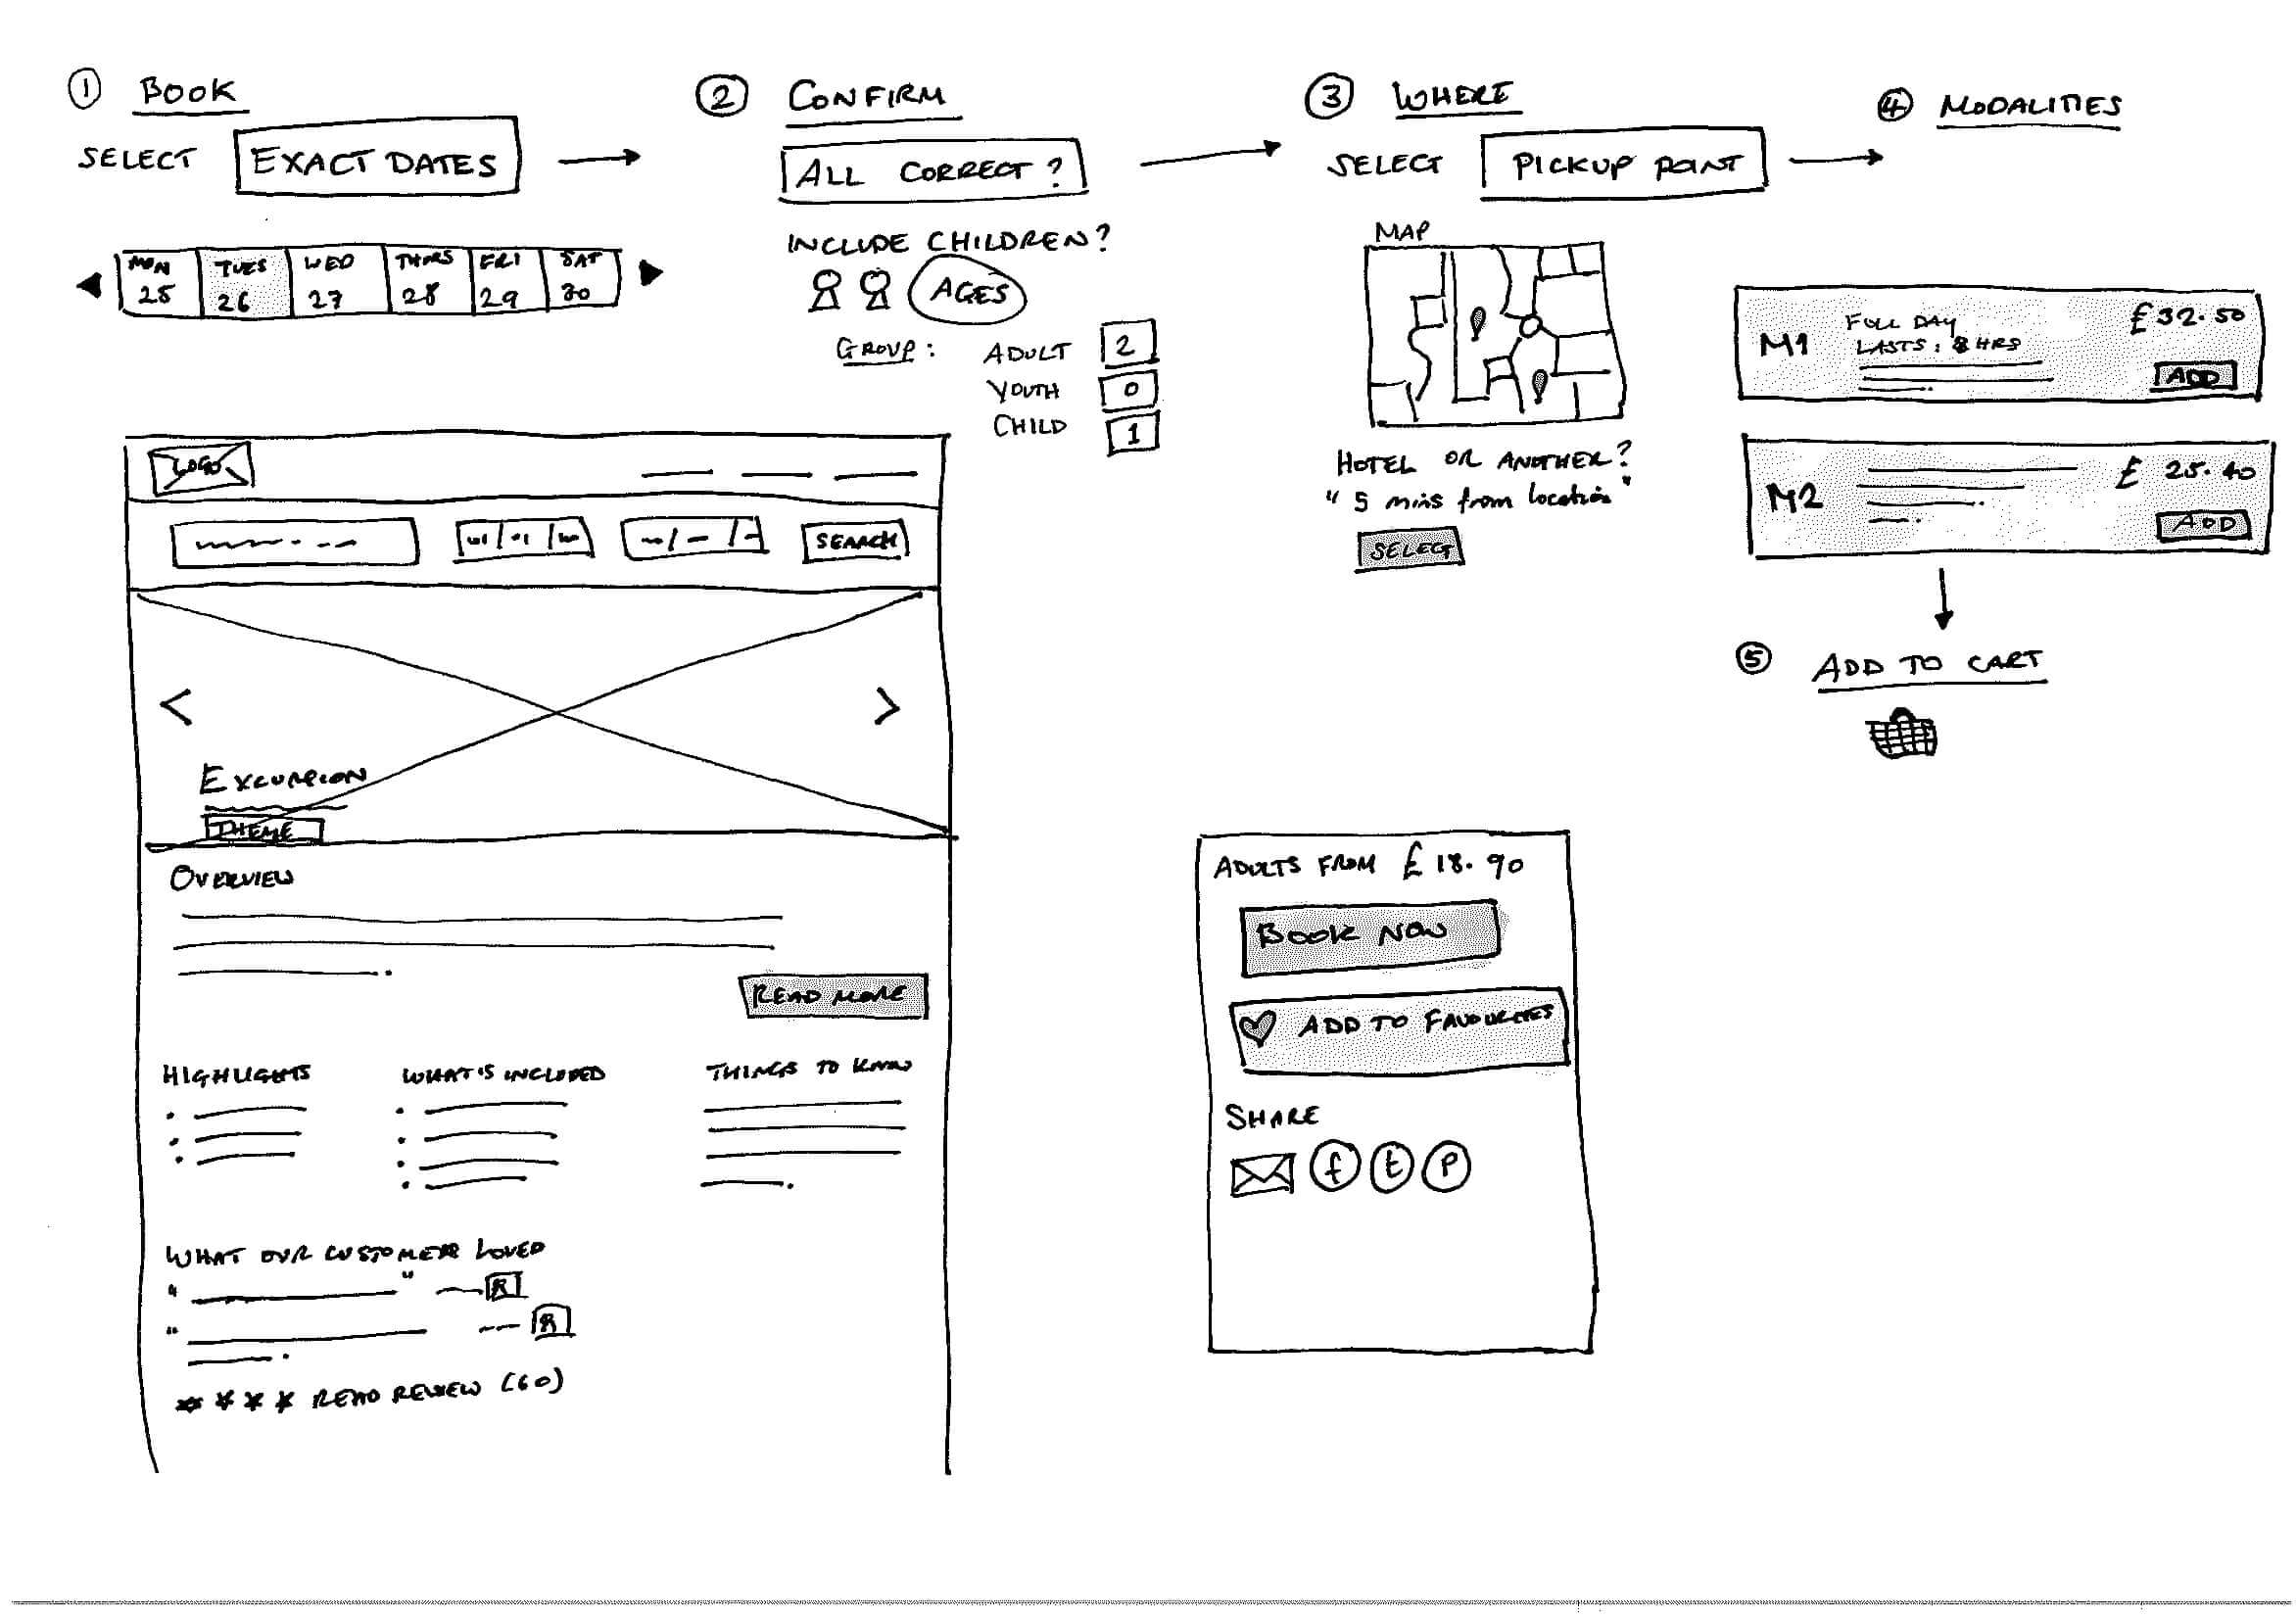 1 BOOK
SELECT EXACT DATES
MON TUES WED THURS FRI SAT
25 26 27 28 29 30
2 CONFIRM
ALL CORRECT?
INCLUDE CHILDREN?
AGES
GROUP: ADULT 2
YOUTH 0
CHILD 1
3 WHERE
SELECT PICKUP POINT
MAP
HOTEL OR ANOTHER?
"5 mins from location"
SELECT
4 MODALITIES
M1 FULL DAY £32.50
LASTS: 8 HRS
ADD
M2 £ 25.40
ADD
5 ADD TO CART
LOGO
SEARCH
< >
EXCURSION
THEME
OVERVIEW
READ MORE
HIGHLIGHTS WHAT'S INCLUDED THINGS TO KNOW
WHAT OUR CUSTOMERS LOVED
" " R
" R
READ REVIEW (60)
ADULTS FROM £18.90
BOOK NOW
ADD TO FAVOURITES
SHARE
f t P